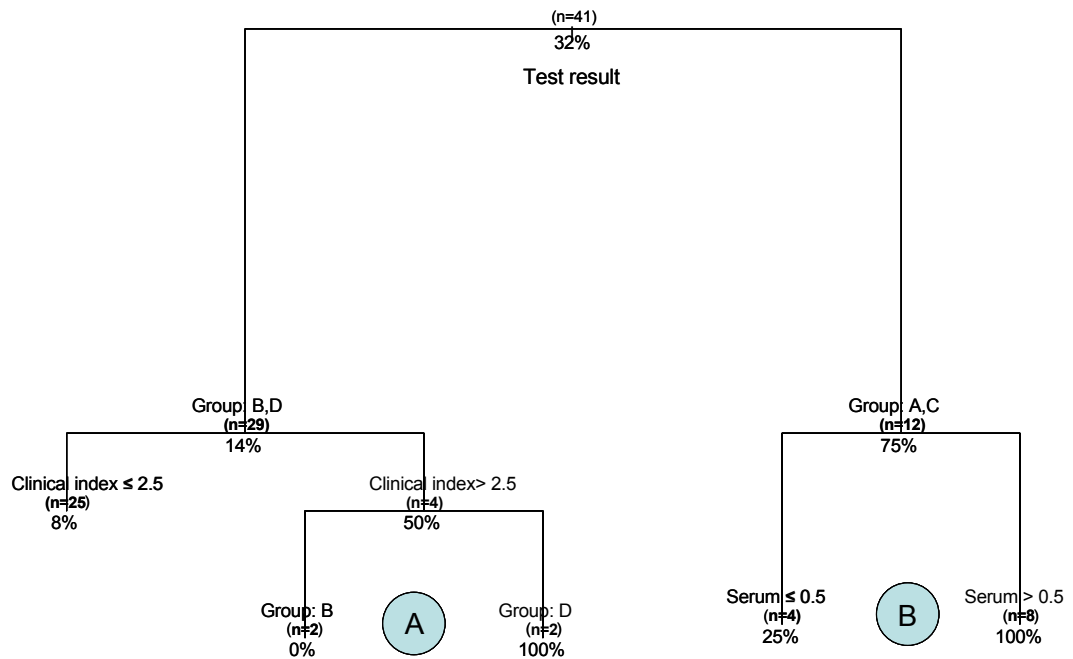 (n=41)
32%
Test result
Group: B,D
(n=29)
14%
Group: A,C
(n=12)
75%
Clinical index ≤ 2.5
(n=25)
8%
Clinical index> 2.5
(n=4)
50%
Group: B
(n=2)
0%
A
Group: D
(n=2)
100%
Serum ≤ 0.5
(n=4)
25%
B
Serum > 0.5
(n=8)
100%